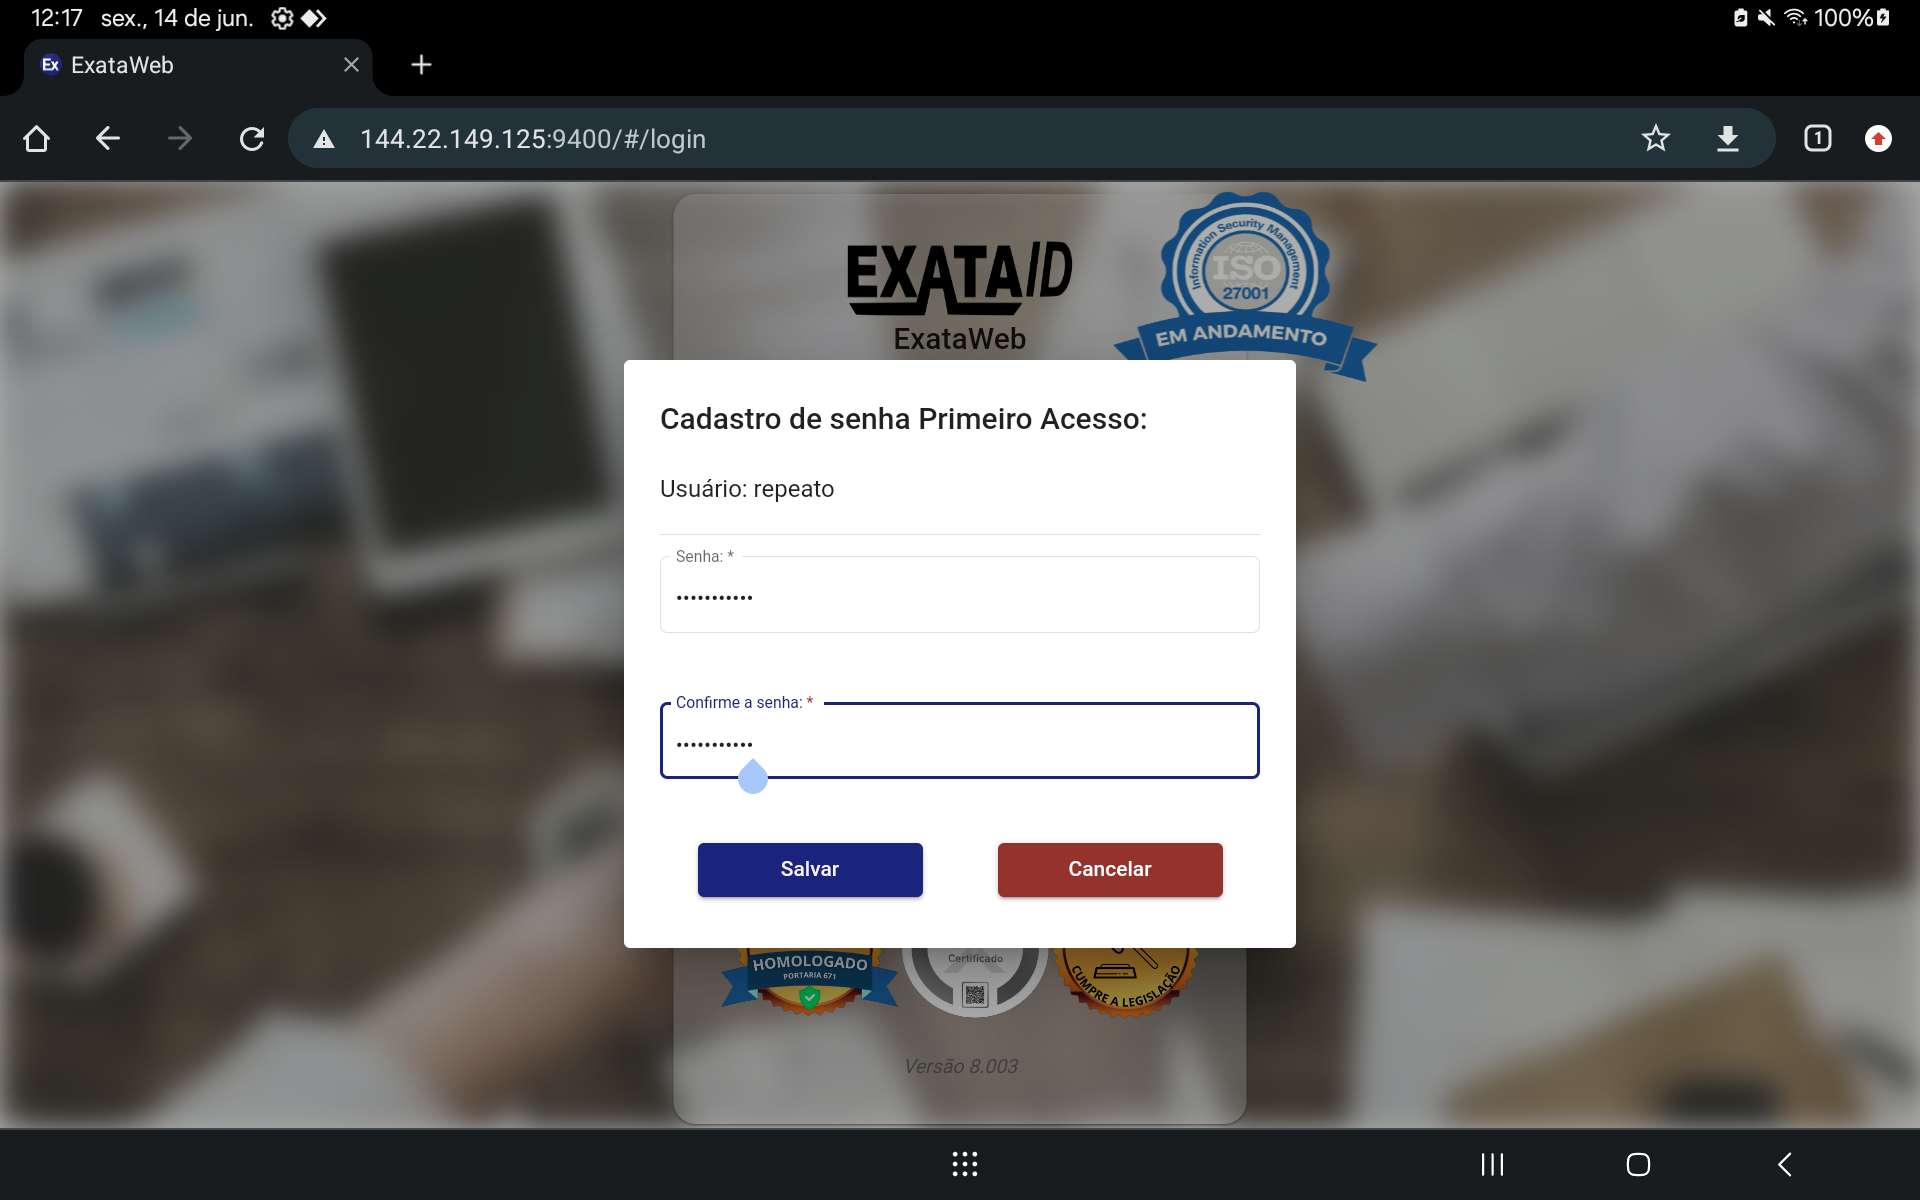 12:17 sex., 14 de jun. 100%
Ex ExataWeb
144.22.149.125:9400/#/login 1
EXATAID
ExataWeb
Information Security Management
ISO
27001
EM ANDAMENTO
Cadastro de senha Primeiro Acesso:
Usuário: repeato
Senha: *
•••••••••••
Confirme a senha: *
•••••••••••
Salvar Cancelar
HOMOLOGADO
PORTARIA 671
Certificado
CUMPRE A LEGISLAÇÃO
Versão 8.003